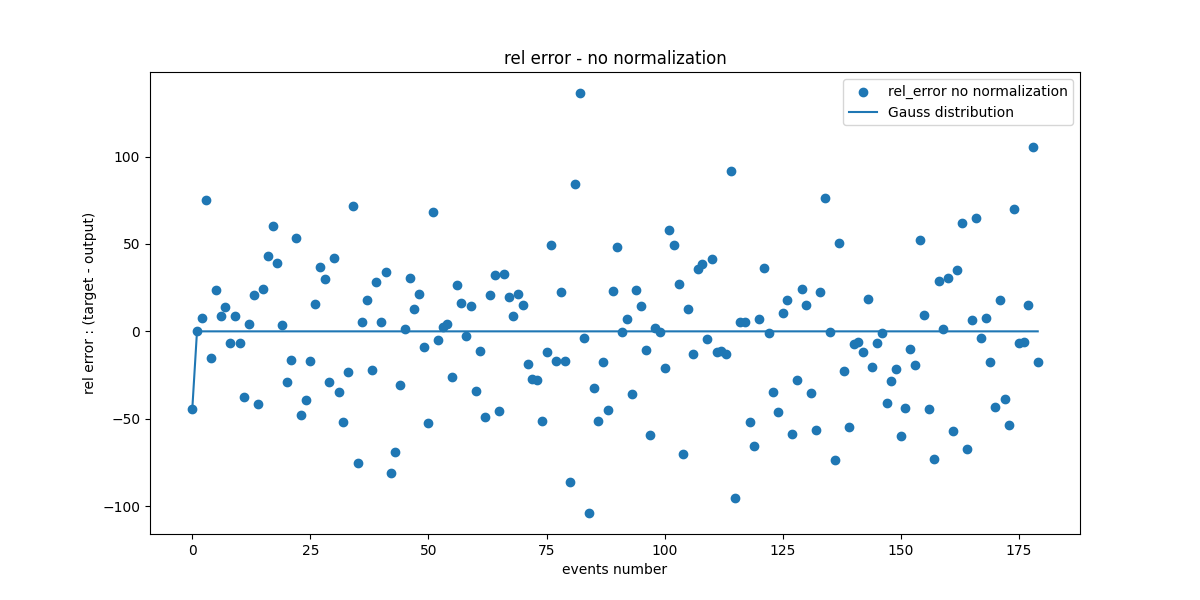 rel error - no normalization
rel_error no normalization
Gauss distribution
rel error : (target - output)
100
50
0
−50
−100
0 25 50 75 100 125 150 175
events number